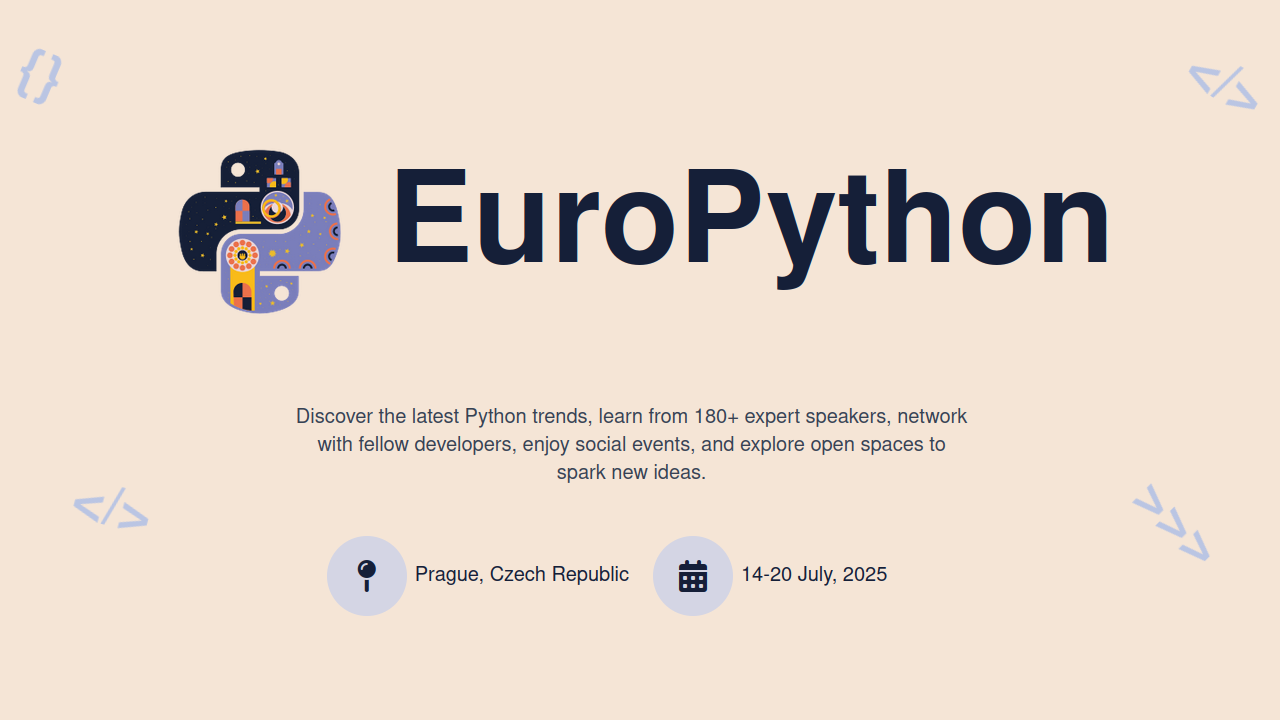 {}
</>
EuroPython
Discover the latest Python trends, learn from 180+ expert speakers, network
with fellow developers, enjoy social events, and explore open spaces to
spark new ideas.
</>
>>>
Prague, Czech Republic
14-20 July, 2025